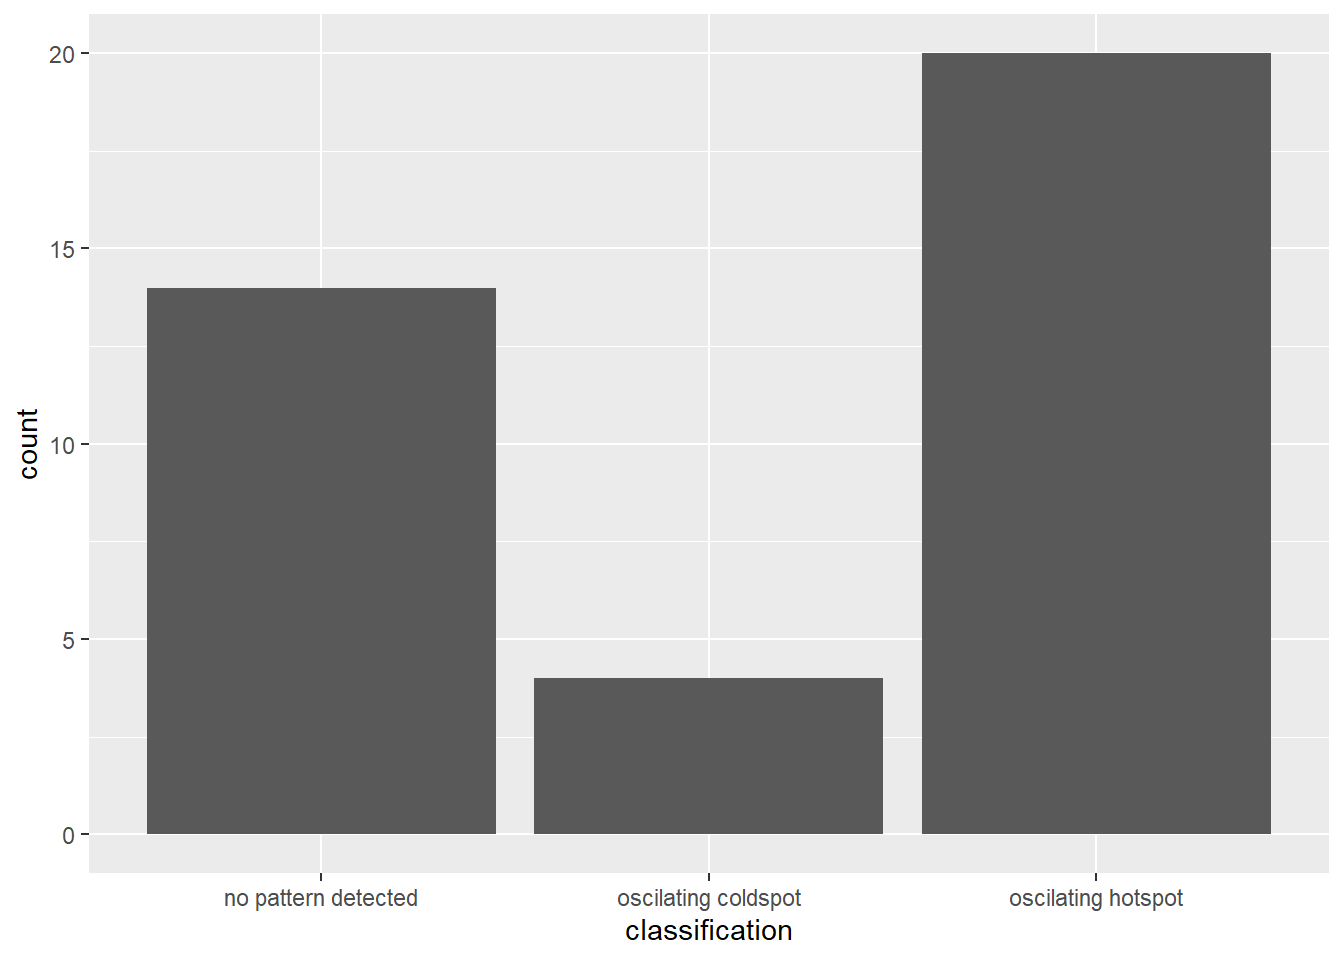 20
15
10
5
0
count
no pattern detected oscilating coldspot oscilating hotspot
classification